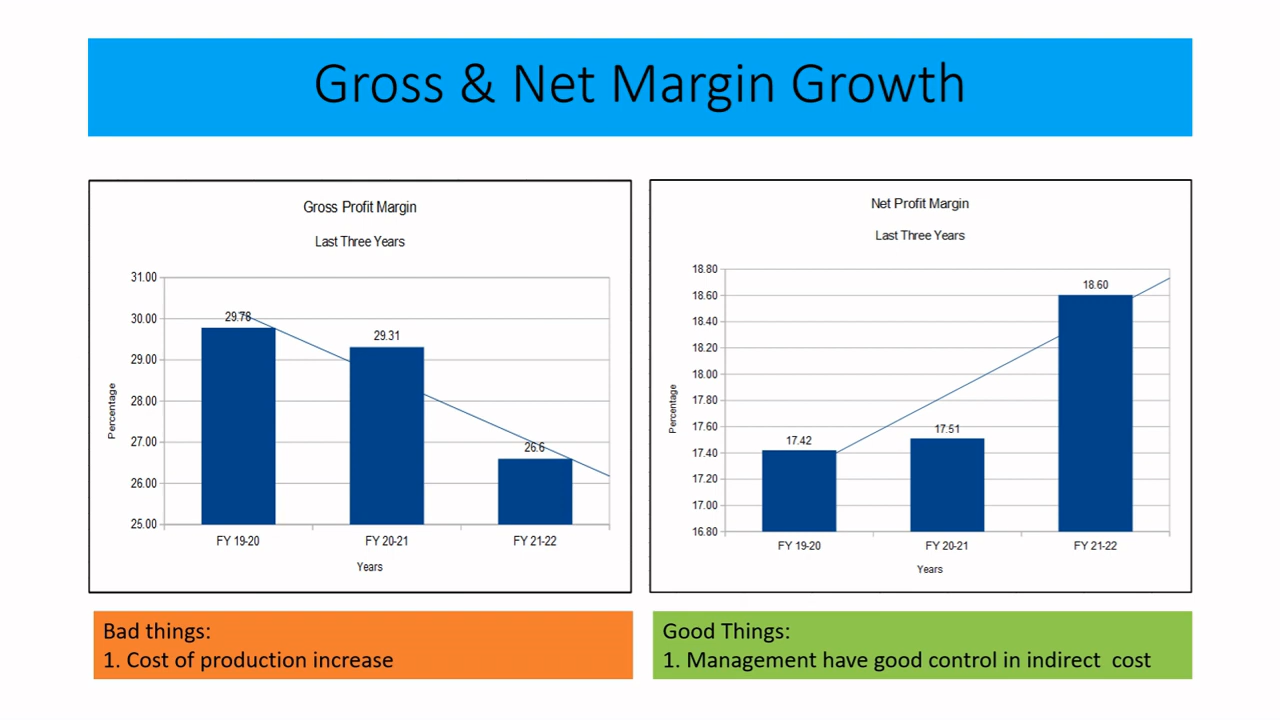 Gross & Net Margin Growth
Gross Profit Margin
Last Three Years
31.00
30.00
29.00
28.00
27.00
26.00
25.00
Percentage
29.78
29.31
26.6
FY 19-20
FY 20-21
FY 21-22
Years
Net Profit Margin
Last Three Years
18.80
18.60
18.40
18.20
18.00
17.80
17.60
17.40
17.20
17.00
16.80
Percentage
17.42
17.51
18.60
FY 19-20
FY 20-21
FY 21-22
Years
Bad things:
1. Cost of production increase
Good Things:
1. Management have good control in indirect  cost